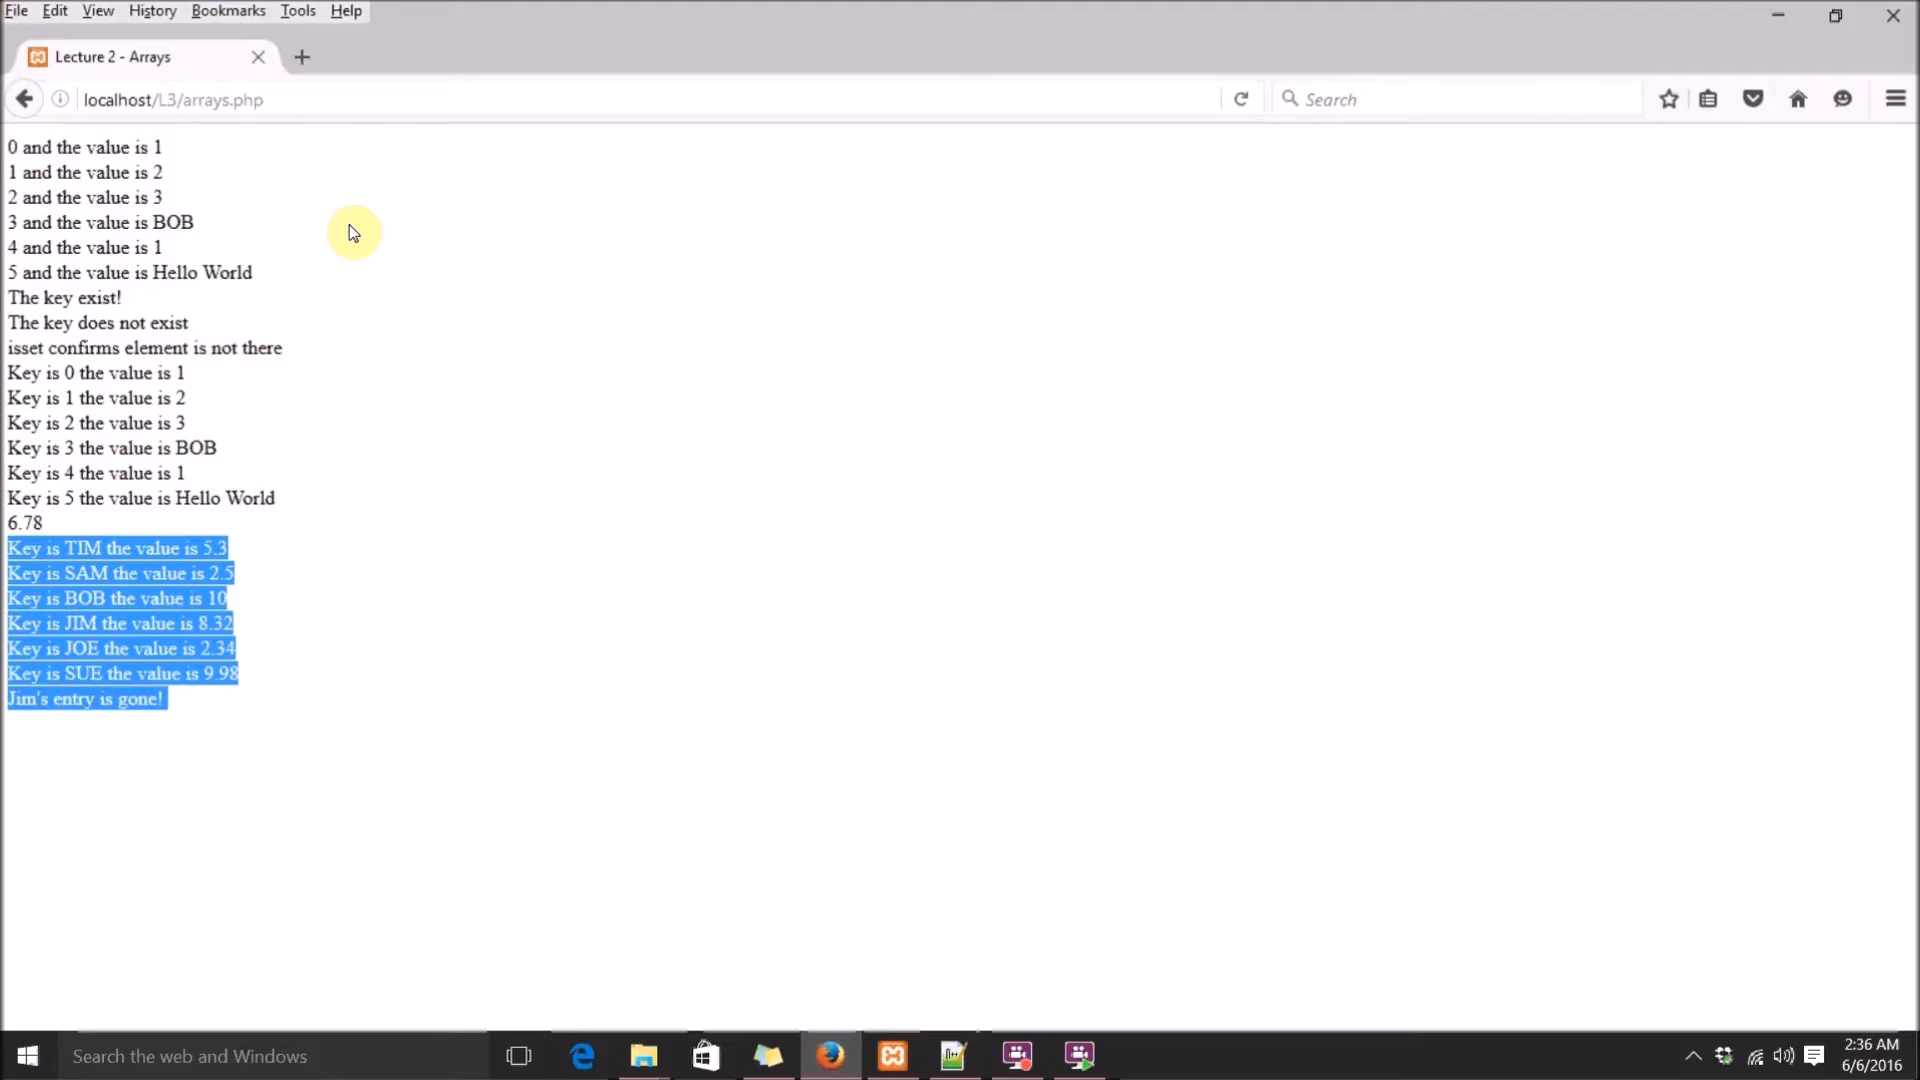 File Edit View History Bookmarks Tools Help
Lecture 2 - Arrays
localhost/L3/arrays.php
Search
0 and the value is 1
1 and the value is 2
2 and the value is 3
3 and the value is BOB
4 and the value is 1
5 and the value is Hello World
The key exist!
The key does not exist
isset confirms element is not there
Key is 0 the value is 1
Key is 1 the value is 2
Key is 2 the value is 3
Key is 3 the value is BOB
Key is 4 the value is 1
Key is 5 the value is Hello World
6.78
Key is TIM the value is 5.3
Key is SAM the value is 2.5
Key is BOB the value is 10
Key is JIM the value is 8.32
Key is JOE the value is 2.34
Key is SUE the value is 9.98
Jim's entry is gone!
Search the web and Windows
2:36 AM
6/6/2016